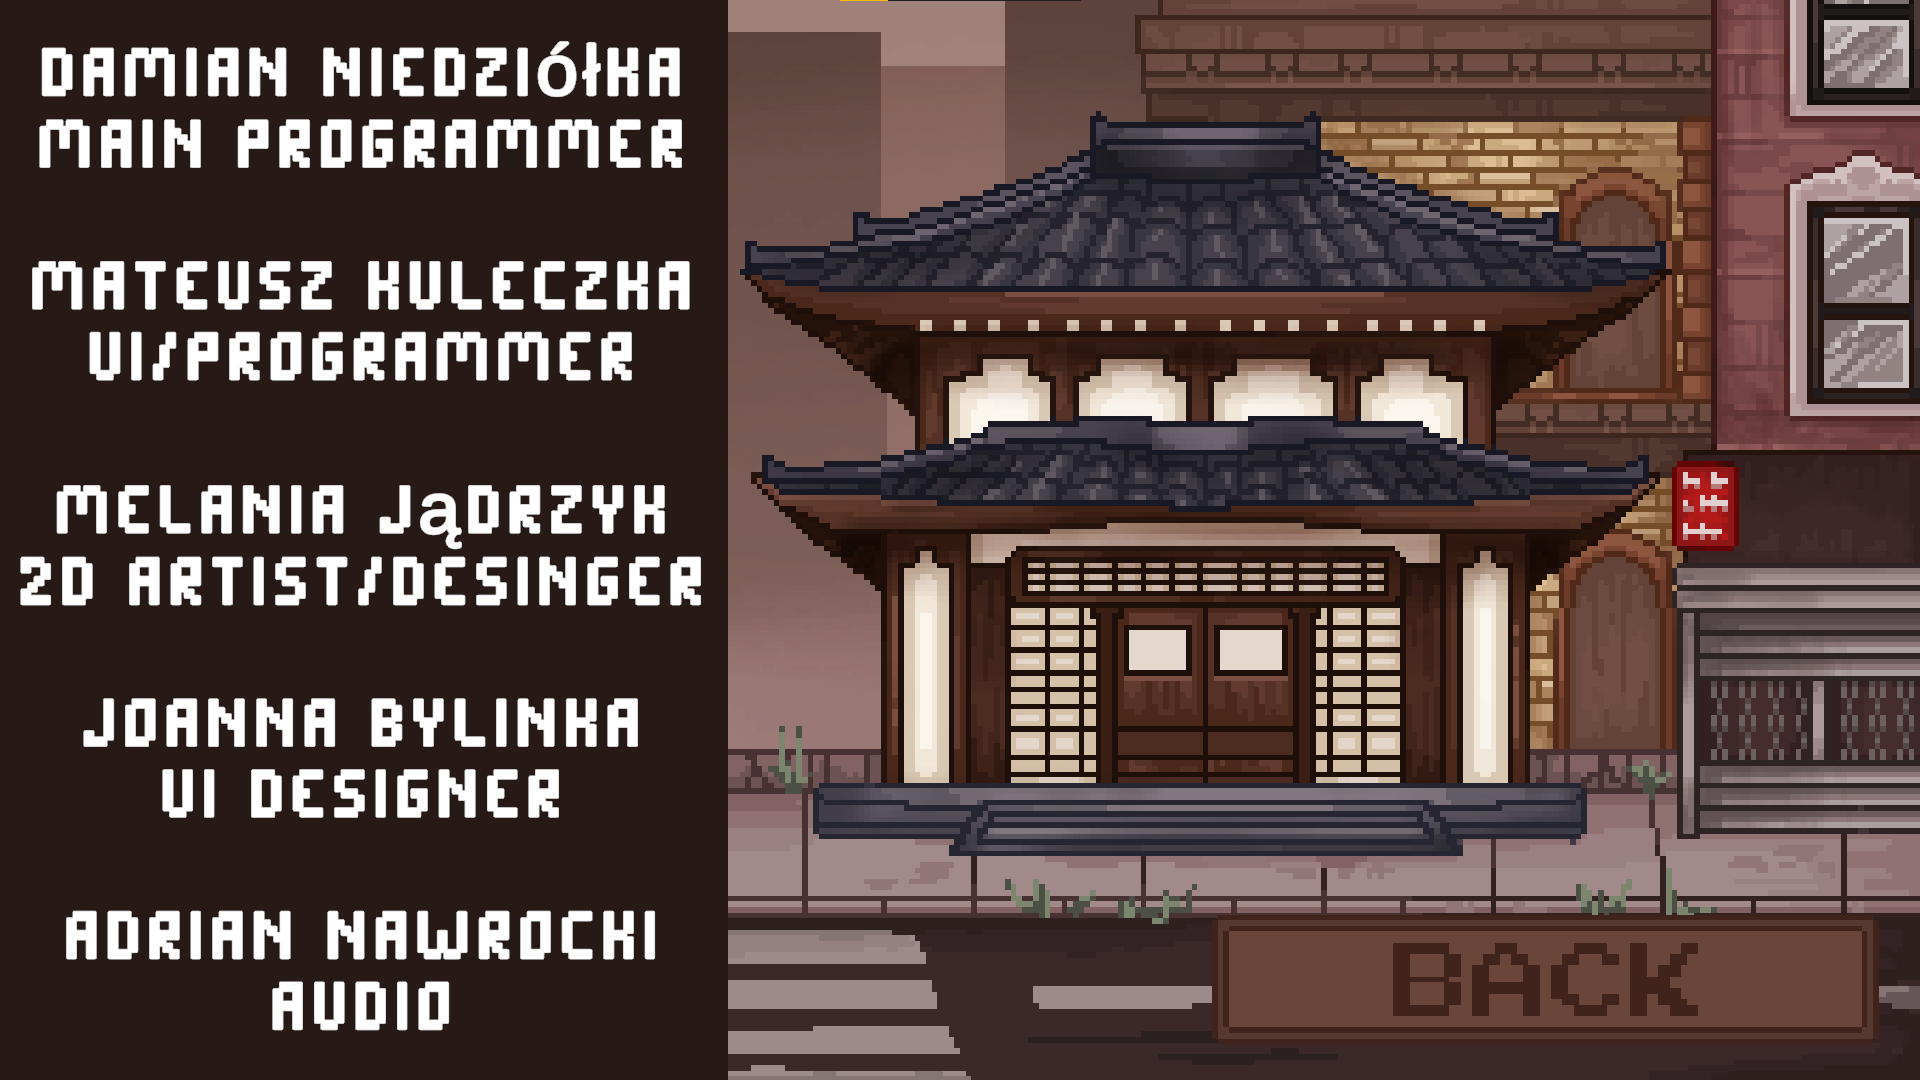 DAMIAN NIEDZIółKA
MAIN PROGRAMMER
MATEUSZ KULECZKA
UI/PROGRAMMER
MELANIA JąDRZYK
2D ARTIST/DESINGER
JOANNA BYLINKA
UI DESIGNER
ADRIAN NAWROCKI
AUDIO
BACK